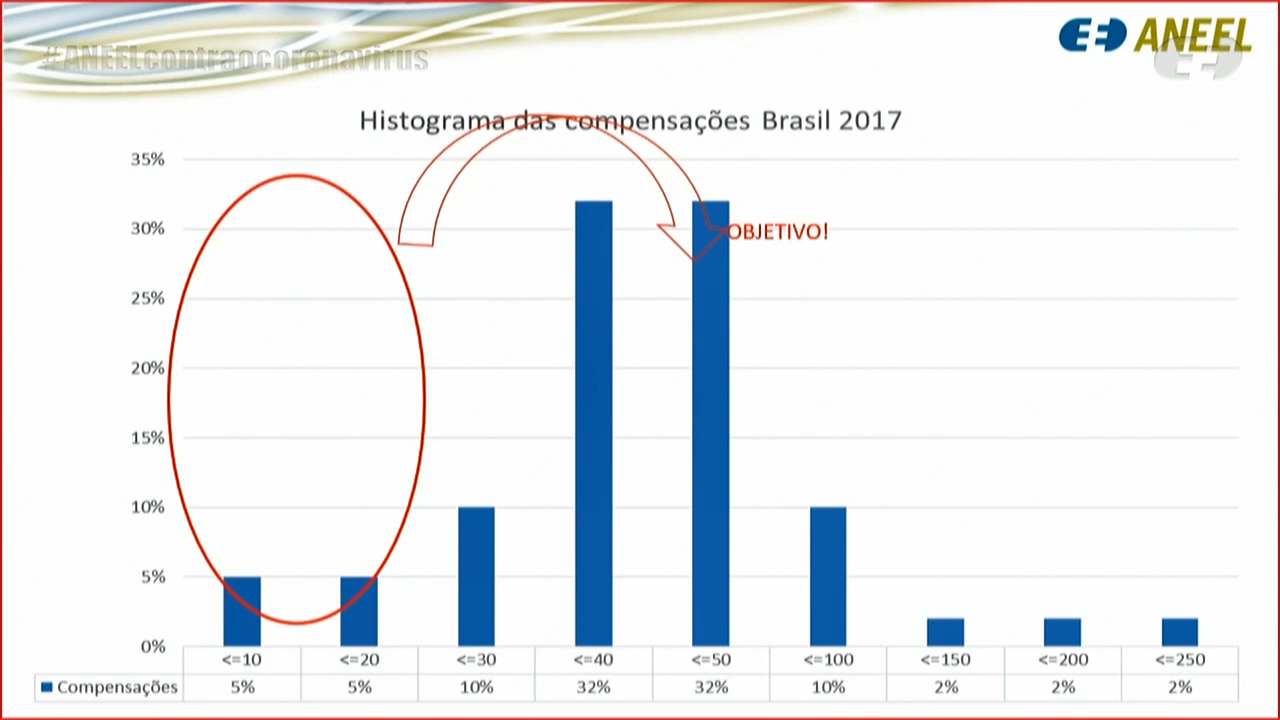 ANEEL
#ANEELcontraocoronavirus
Histograma das compensações Brasil 2017
35%
30%
OBJETIVO!
25%
20%
15%
10%
5%
0%
<=10 <=20 <=30 <=40 <=50 <=100 <=150 <=200 <=250
Compensações 5% 5% 10% 32% 32% 10% 2% 2% 2%